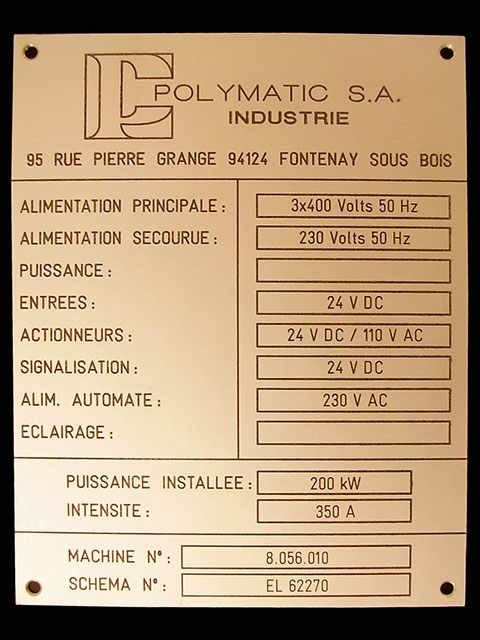 POLYMATIC S.A.
INDUSTRIE
95 RUE PIERRE GRANGE 94124 FONTENAY SOUS BOIS
ALIMENTATION PRINCIPALE : 3x400 Volts 50 Hz
ALIMENTATION SECOURUE : 230 Volts 50 Hz
PUISSANCE :
ENTREES : 24 V DC
ACTIONNEURS : 24 V DC / 110 V AC
SIGNALISATION : 24 V DC
ALIM. AUTOMATE : 230 V AC
ECLAIRAGE :
PUISSANCE INSTALLEE : 200 kW
INTENSITE : 350 A
MACHINE N° : 8.056.010
SCHEMA N° : EL 62270